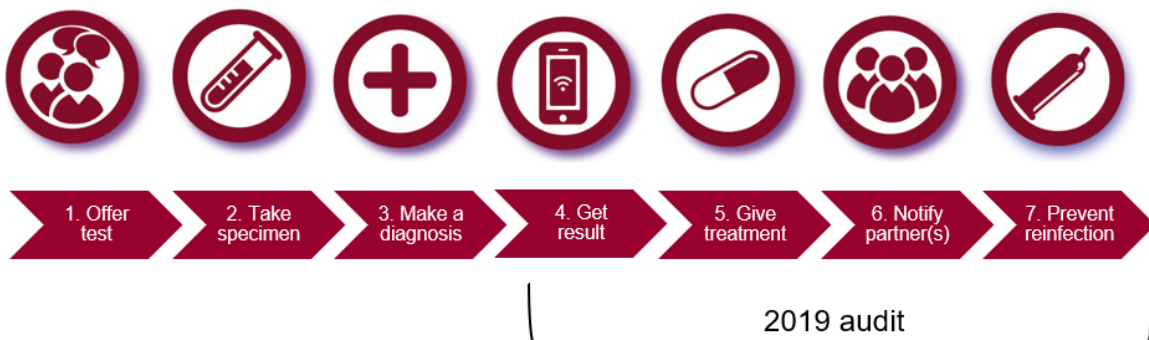 1. Offer
test
2. Take
specimen
3. Make a
diagnosis
4. Get
result
5. Give
treatment
6. Notify
partner(s)
7. Prevent
reinfection
2019 audit